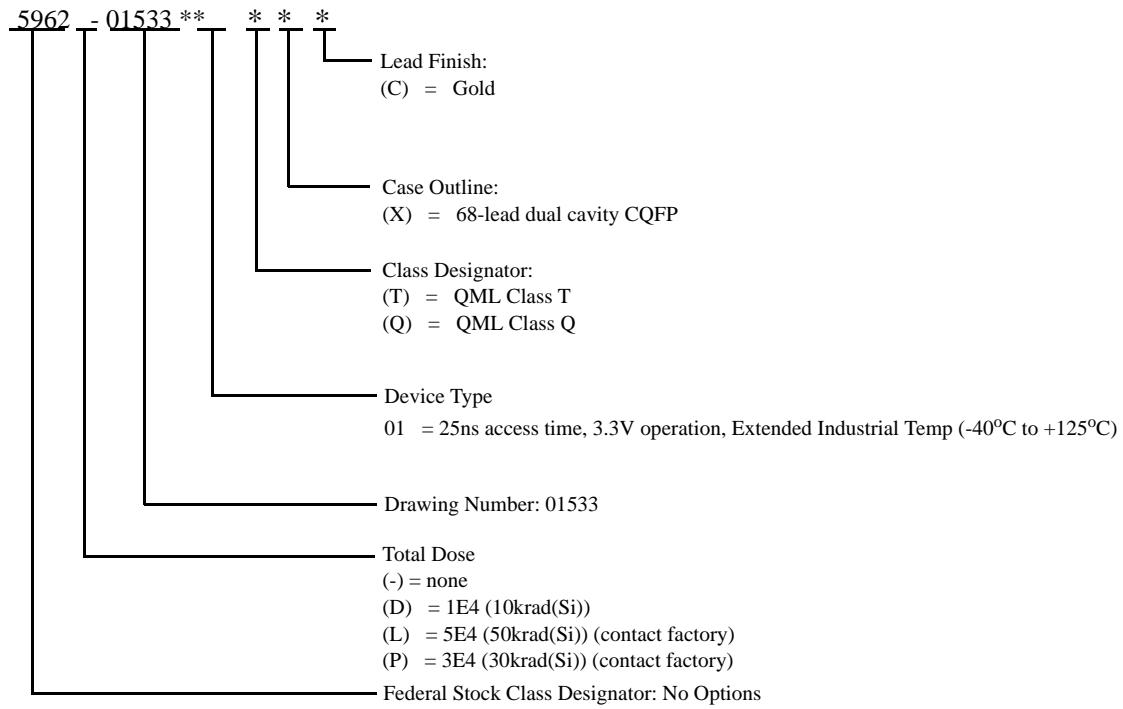 5962 - 01533 ** * * *
Lead Finish:
(C) = Gold
Case Outline:
(X) = 68-lead dual cavity CQFP
Class Designator:
(T) = QML Class T
(Q) = QML Class Q
Device Type
01 = 25ns access time, 3.3V operation, Extended Industrial Temp (-40°C to +125°C)
Drawing Number: 01533
Total Dose
(-) = none
(D) = 1E4 (10krad(Si))
(L) = 5E4 (50krad(Si)) (contact factory)
(P) = 3E4 (30krad(Si)) (contact factory)
Federal Stock Class Designator: No Options